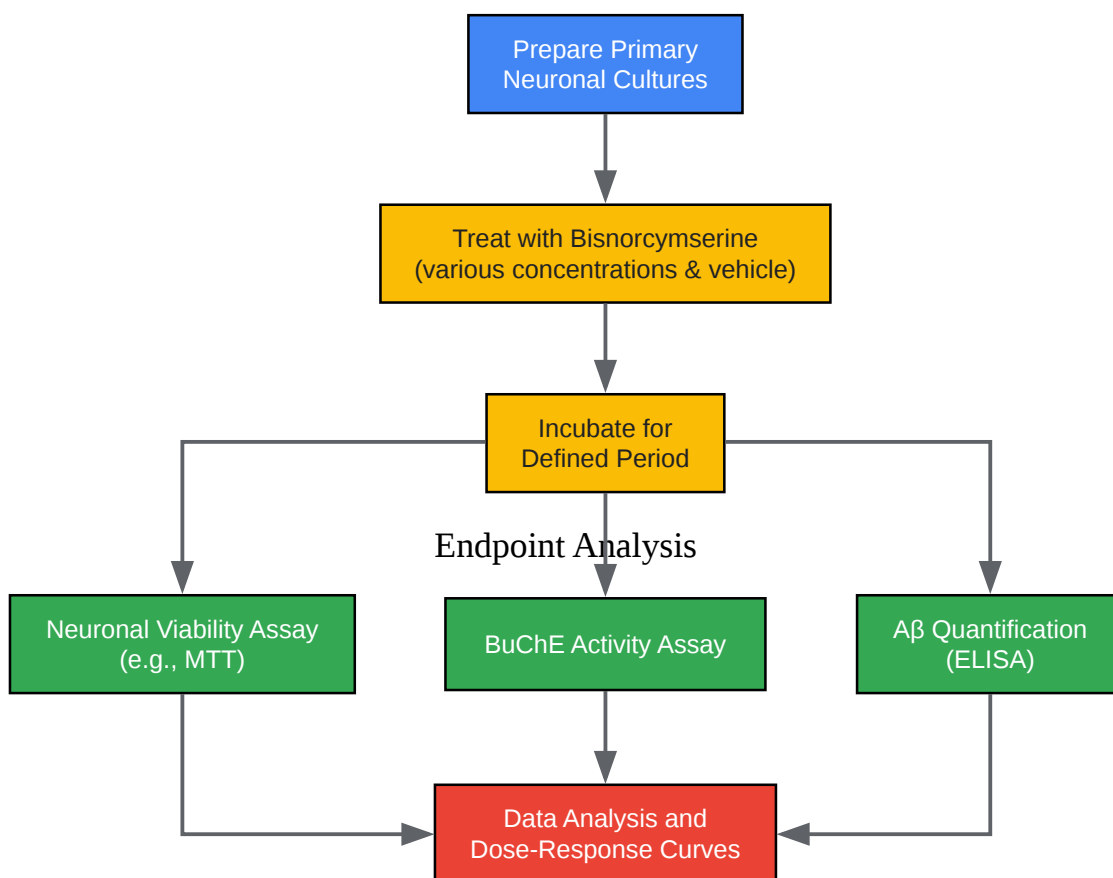 Prepare Primary
Neuronal Cultures
Treat with Bisnorcymserine
(various concentrations & vehicle)
Incubate for
Defined Period
Endpoint Analysis
Neuronal Viability Assay
(e.g., MTT)
BuChE Activity Assay
Aβ Quantification
(ELISA)
Data Analysis and
Dose-Response Curves